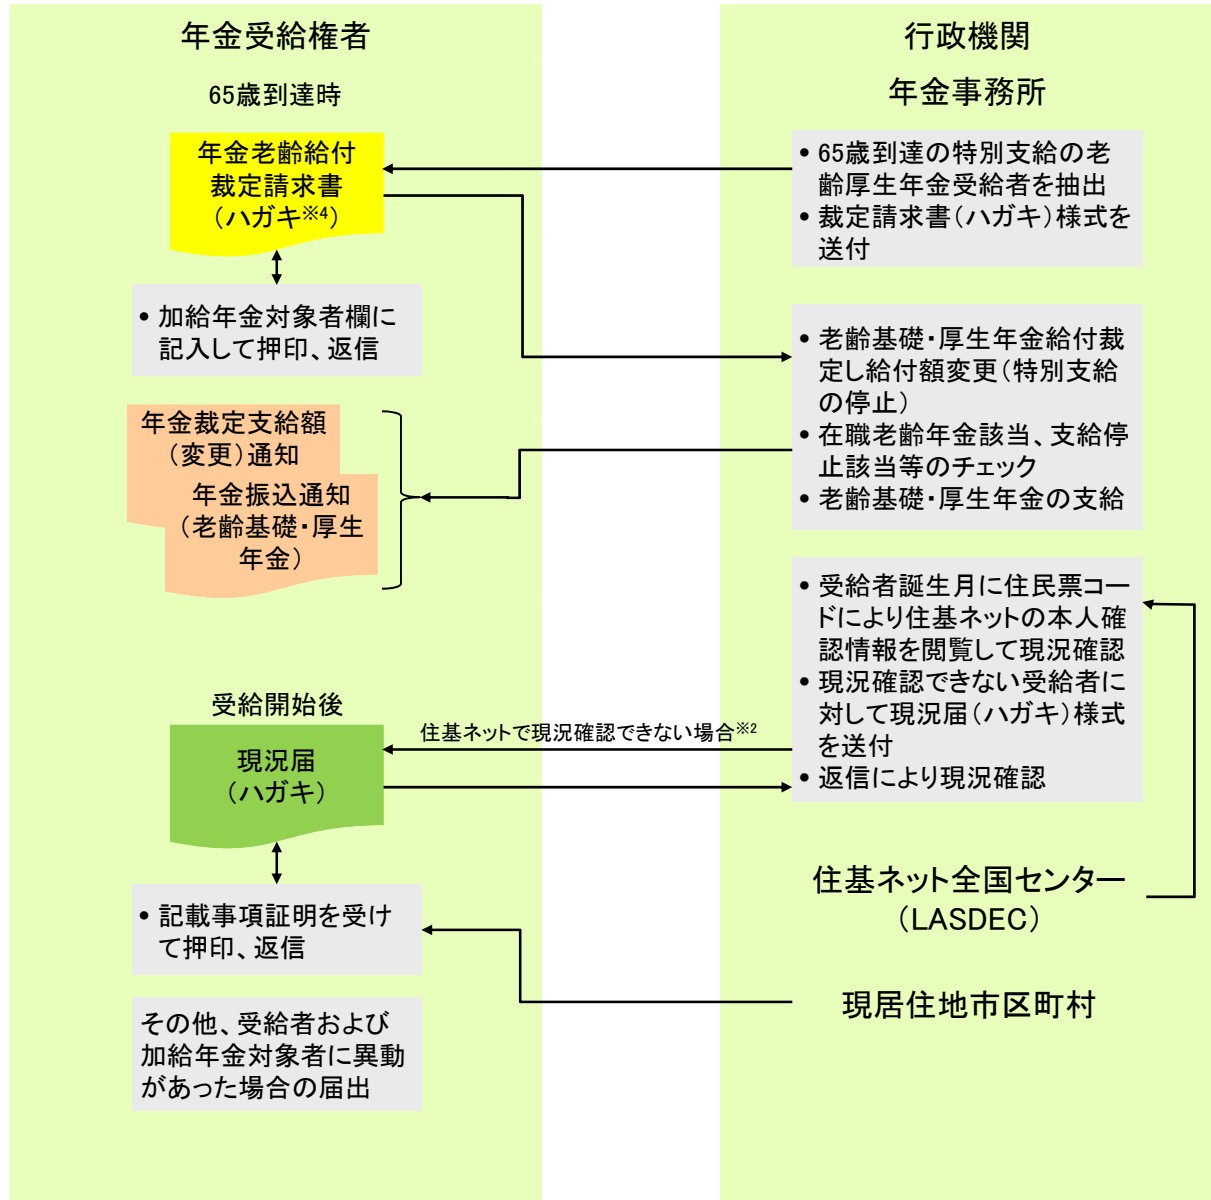 年金受給権者
65歳到達時
年金老齢給付
裁定請求書
（ハガキ※4）
• 加給年金対象者欄に
記入して押印、返信
年金裁定支給額
（変更）通知
年金振込通知
（老齢基礎・厚生
年金）
受給開始後
現況届
（ハガキ）
• 記載事項証明を受け
て押印、返信
その他、受給者および
加給年金対象者に異動
があった場合の届出
住基ネットで現況確認できない場合※2
行政機関
年金事務所
• 65歳到達の特別支給の老
齢厚生年金受給者を抽出
• 裁定請求書（ハガキ）様式を
送付
• 老齢基礎・厚生年金給付裁
定し給付額変更（特別支給
の停止）
• 在職老齢年金該当、支給停
止該当等のチェック
• 老齢基礎・厚生年金の支給
• 受給者誕生月に住民票コー
ドにより住基ネットの本人確
認情報を閲覧して現況確認
• 現況確認できない受給者に
対して現況届（ハガキ）様式
を送付
• 返信により現況確認
住基ネット全国センター
（LASDEC）
現居住地市区町村